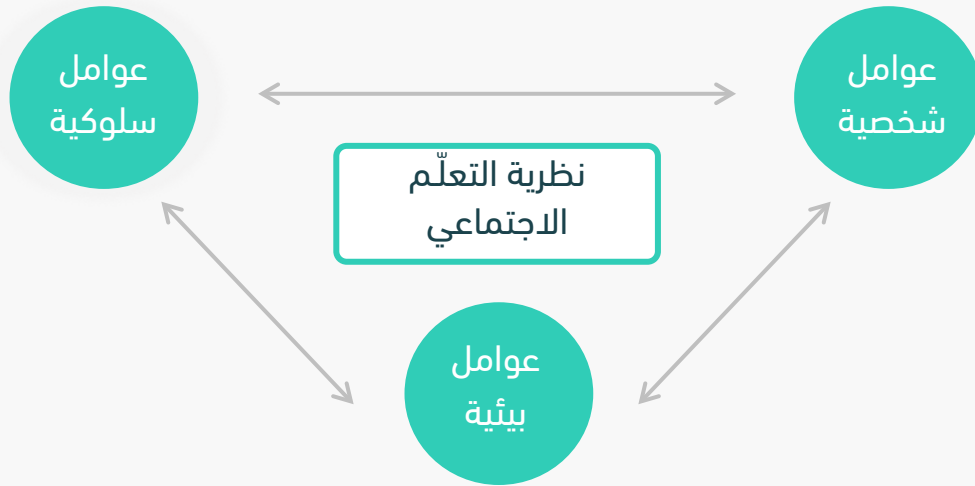 عوامل
شخصية
عوامل
سلوكية
نظرية التعلّم
الاجتماعي
عوامل
بيئية